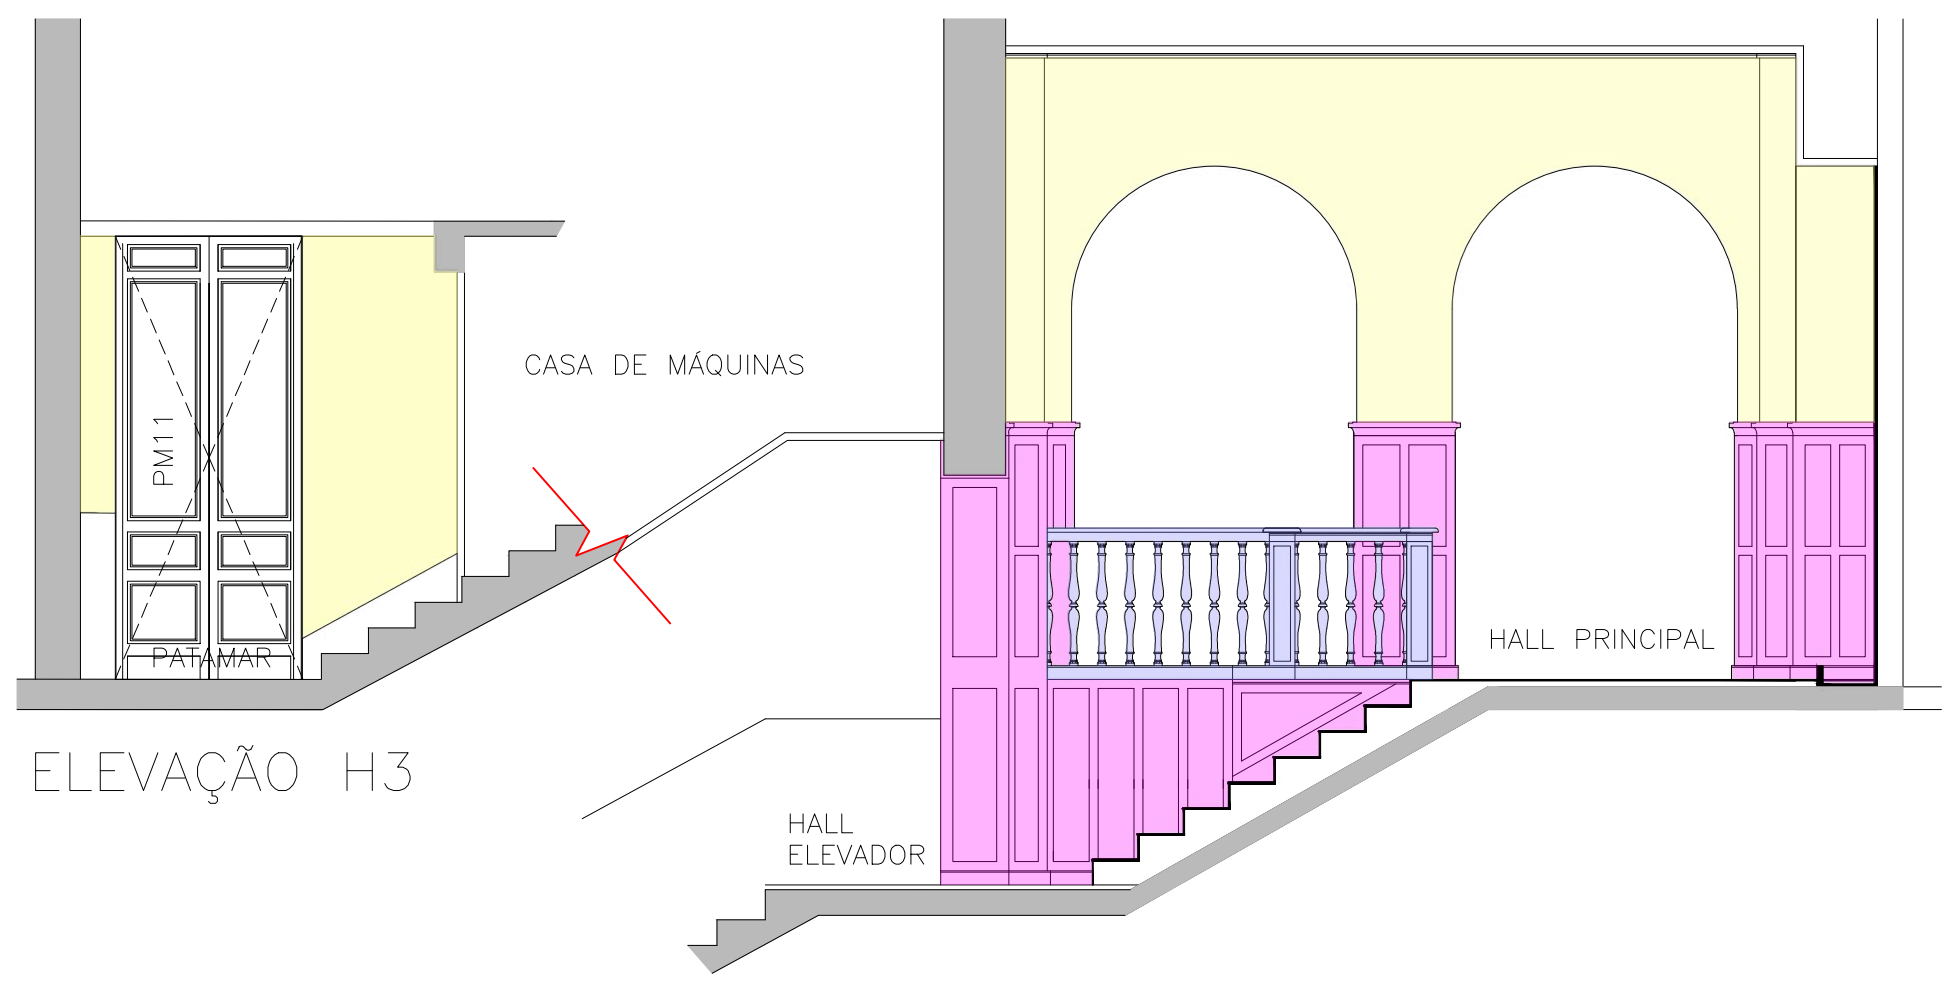 CASA DE MÁQUINAS
PM11
PATAMAR
HALL PRINCIPAL
ELEVAÇÃO H3
HALL
ELEVADOR